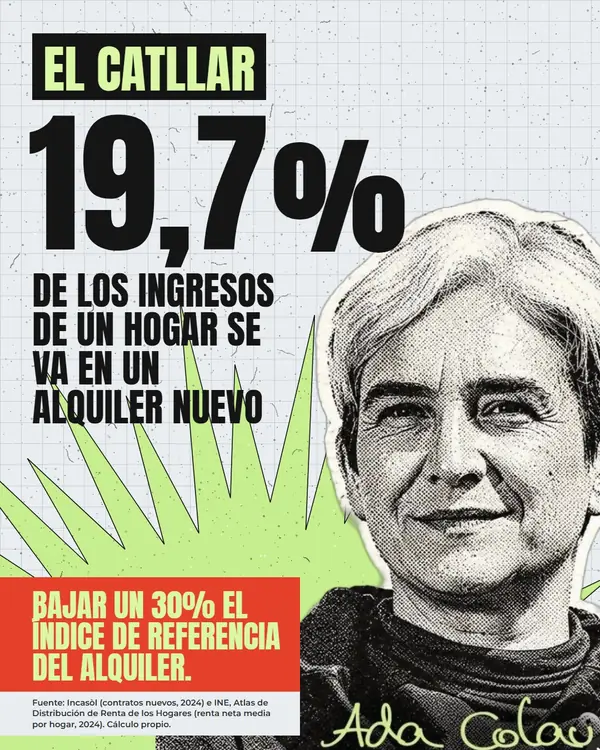 EL CATLLAR
19,7%
DE LOS INGRESOS
DE UN HOGAR SE
VA EN UN
ALQUILER NUEVO
BAJAR UN 30% EL
ÍNDICE DE REFERENCIA
DEL ALQUILER.
Fuente: Incasòl (contratos nuevos, 2024) e INE, Atlas de
Distribución de Renta de los Hogares (renta neta media
por hogar, 2024). Cálculo propio.
Ada Colau